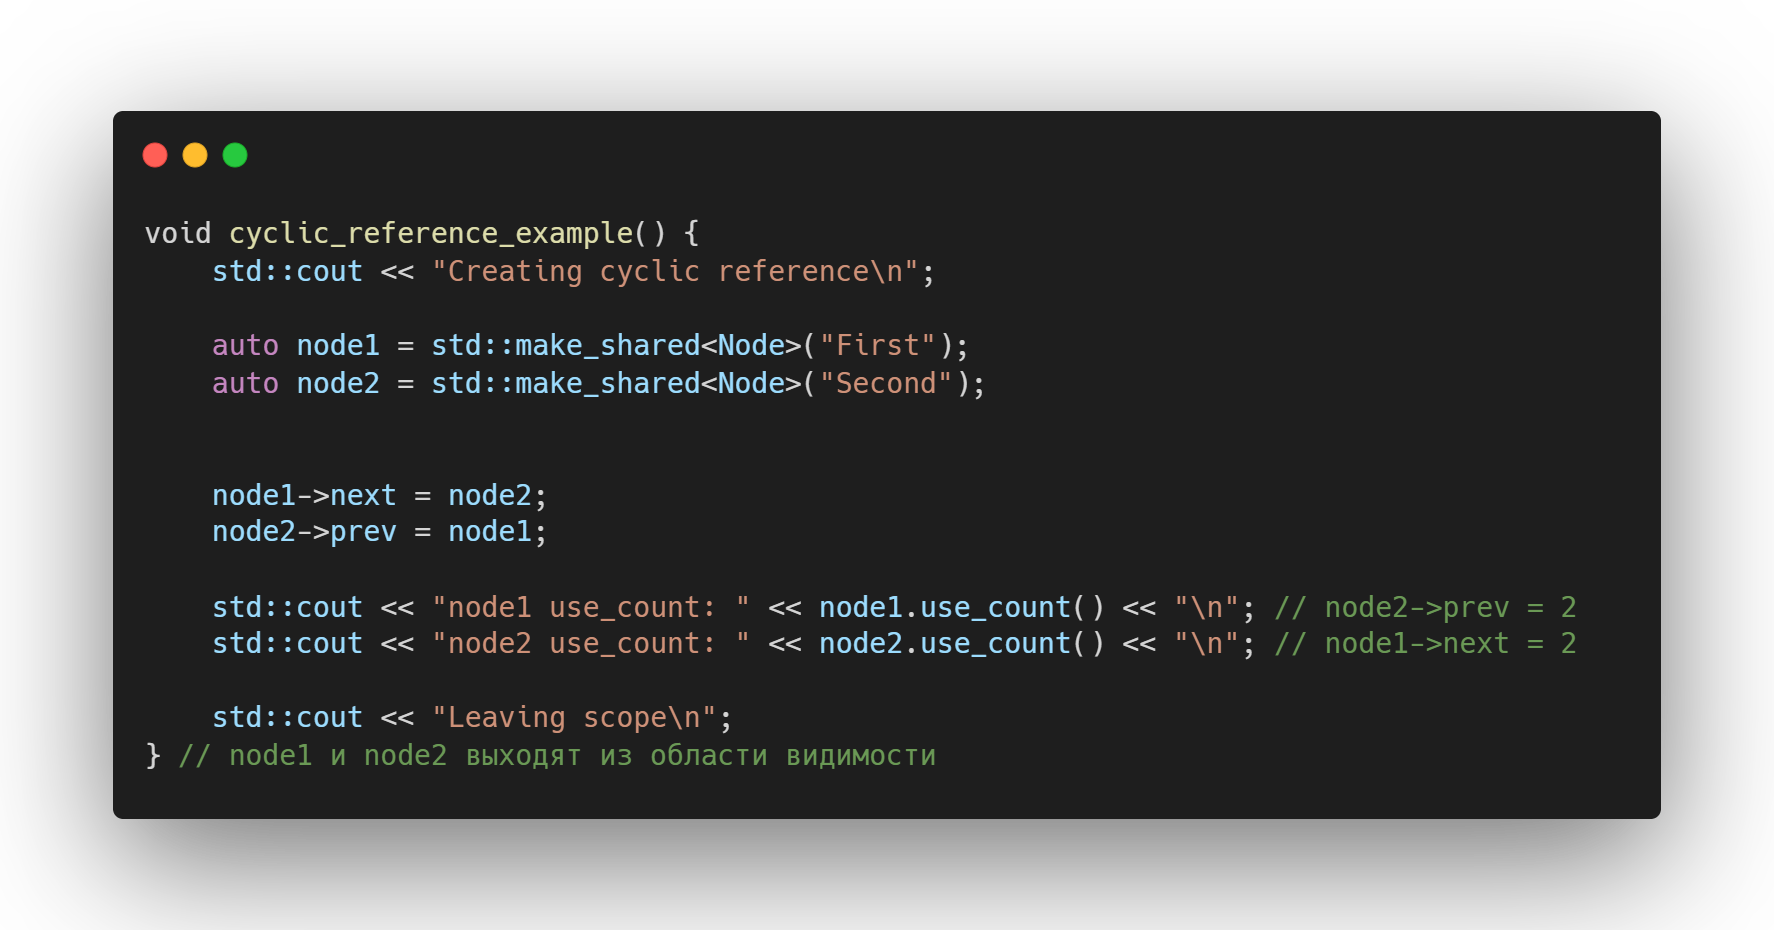 void cyclic_reference_example() {
    std::cout << "Creating cyclic reference\n";
    auto node1 = std::make_shared<Node>("First");
    auto node2 = std::make_shared<Node>("Second");
    node1->next = node2;
    node2->prev = node1;
    std::cout << "node1 use_count: " << node1.use_count() << "\n"; // node2->prev = 2
    std::cout << "node2 use_count: " << node2.use_count() << "\n"; // node1->next = 2
    std::cout << "Leaving scope\n";
} // node1 и node2 выходят из области видимости